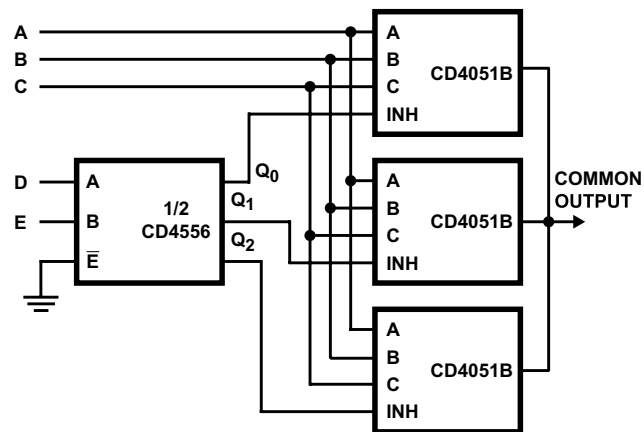 A
B
C
A
B
C
INH
CD4051B
D
E
A
B
E̅
1/2
CD4556
Q0
Q1
Q2
A
B
C
INH
CD4051B
COMMON
OUTPUT
A
B
C
INH
CD4051B